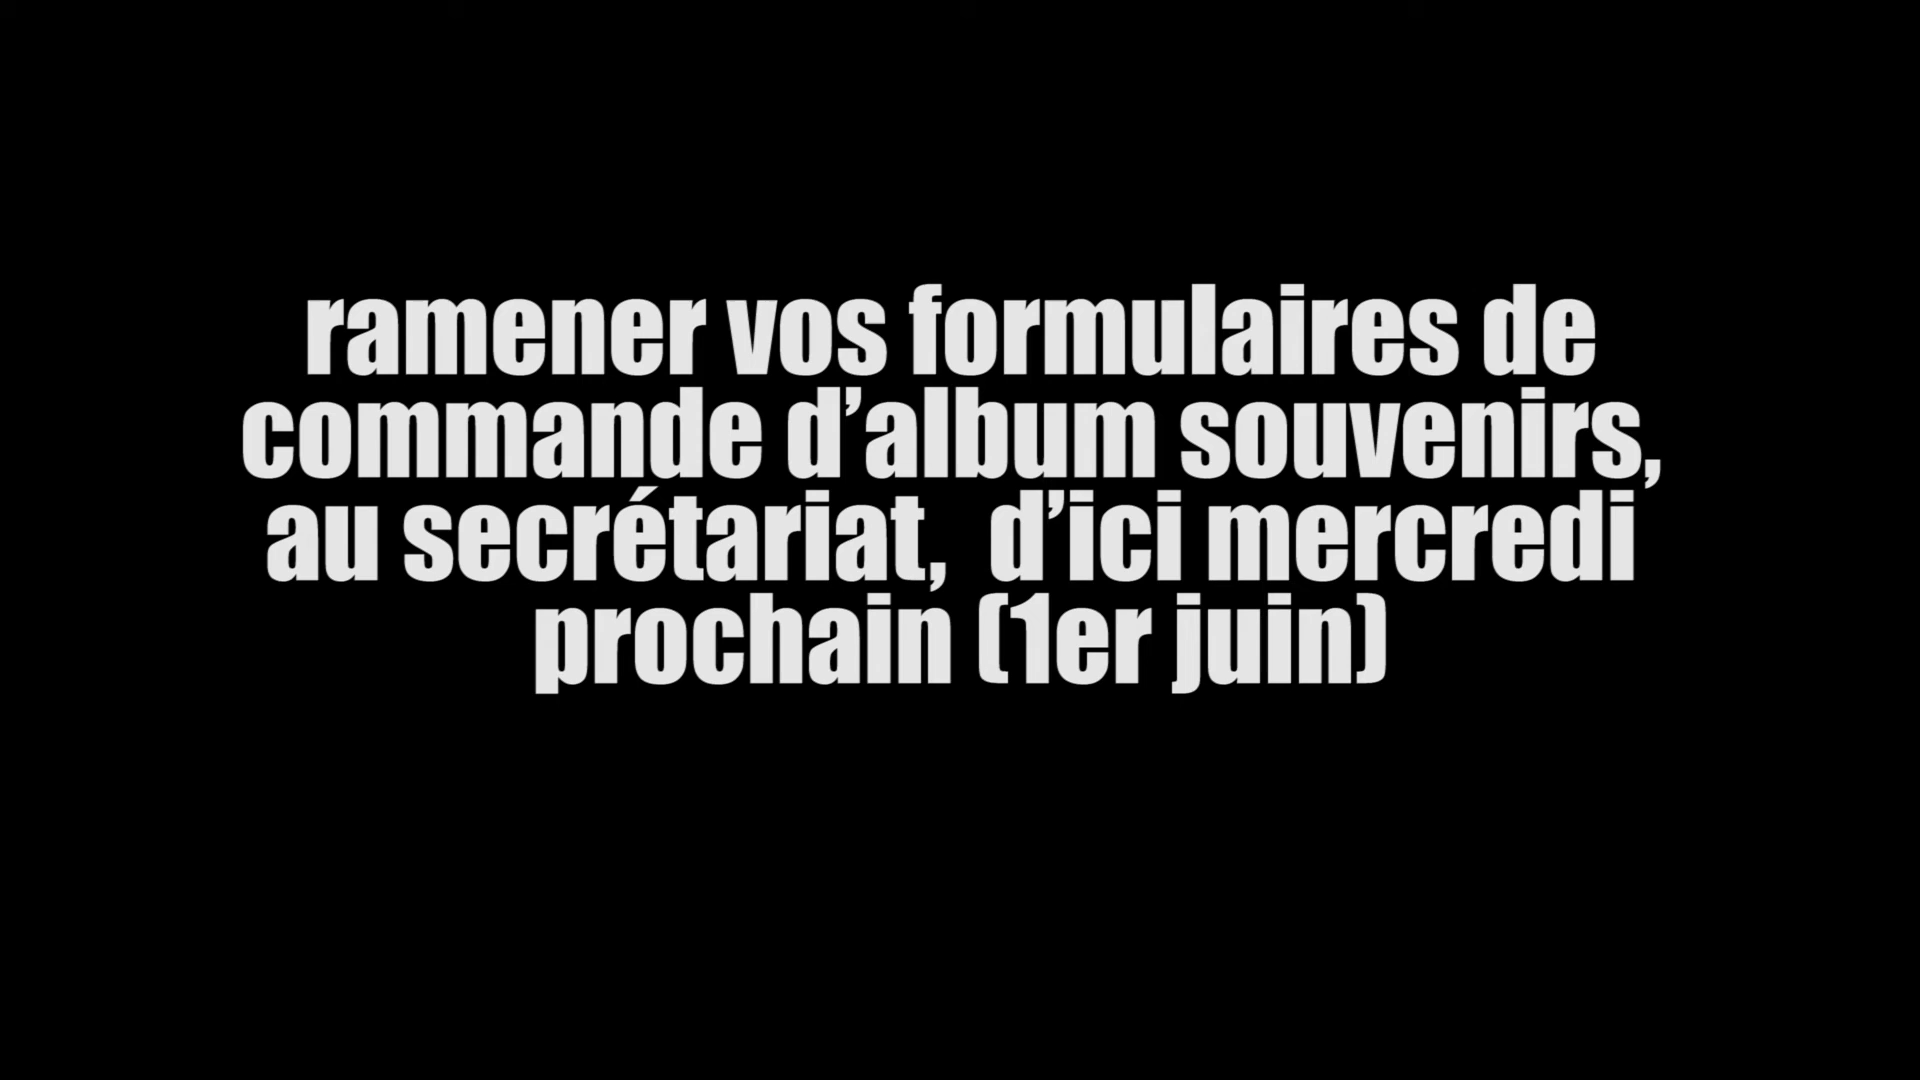 ramener vos formulaires de
commande d’album souvenirs,
au secrétariat,  d’ici mercredi
prochain (1er juin)